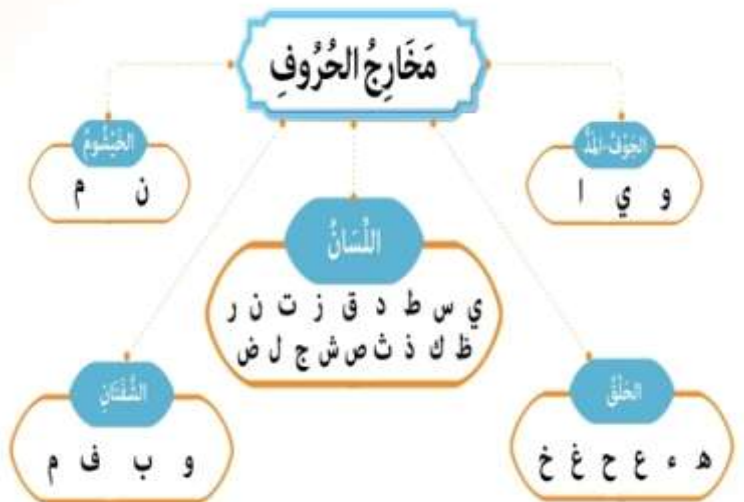 مَخَارِجُ الحُرُوفِ
الجَوْفُ-المَدُّ
و ي ا
الخَيْشُومُ
ن م
اللِّسَانُ
ي س ط د ق ز ت ن ر
ظ ك ذ ث ص ش ج ل ض
الحَلْقُ
ه ء ع ح غ خ
الشَّفَتَانِ
و ب ف م